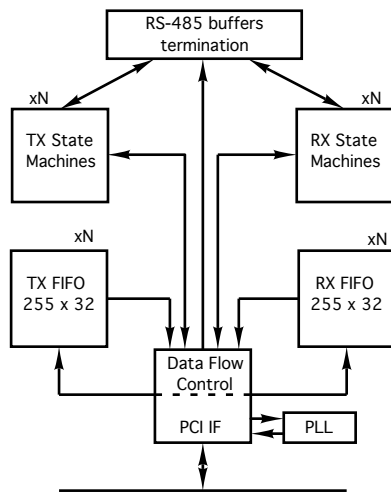 RS-485 buffers
termination
xN
xN
TX State
Machines
RX State
Machines
xN
xN
TX FIFO
255 x 32
RX FIFO
255 x 32
Data Flow
Control
PCI IF
PLL